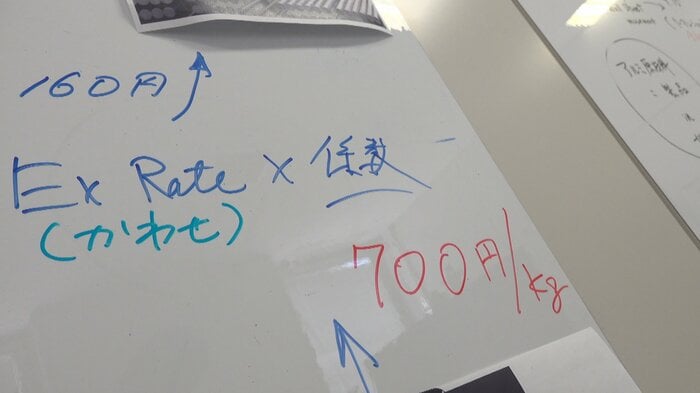 160円
Ex Rate × 係数
(かわせ)
700円/kg